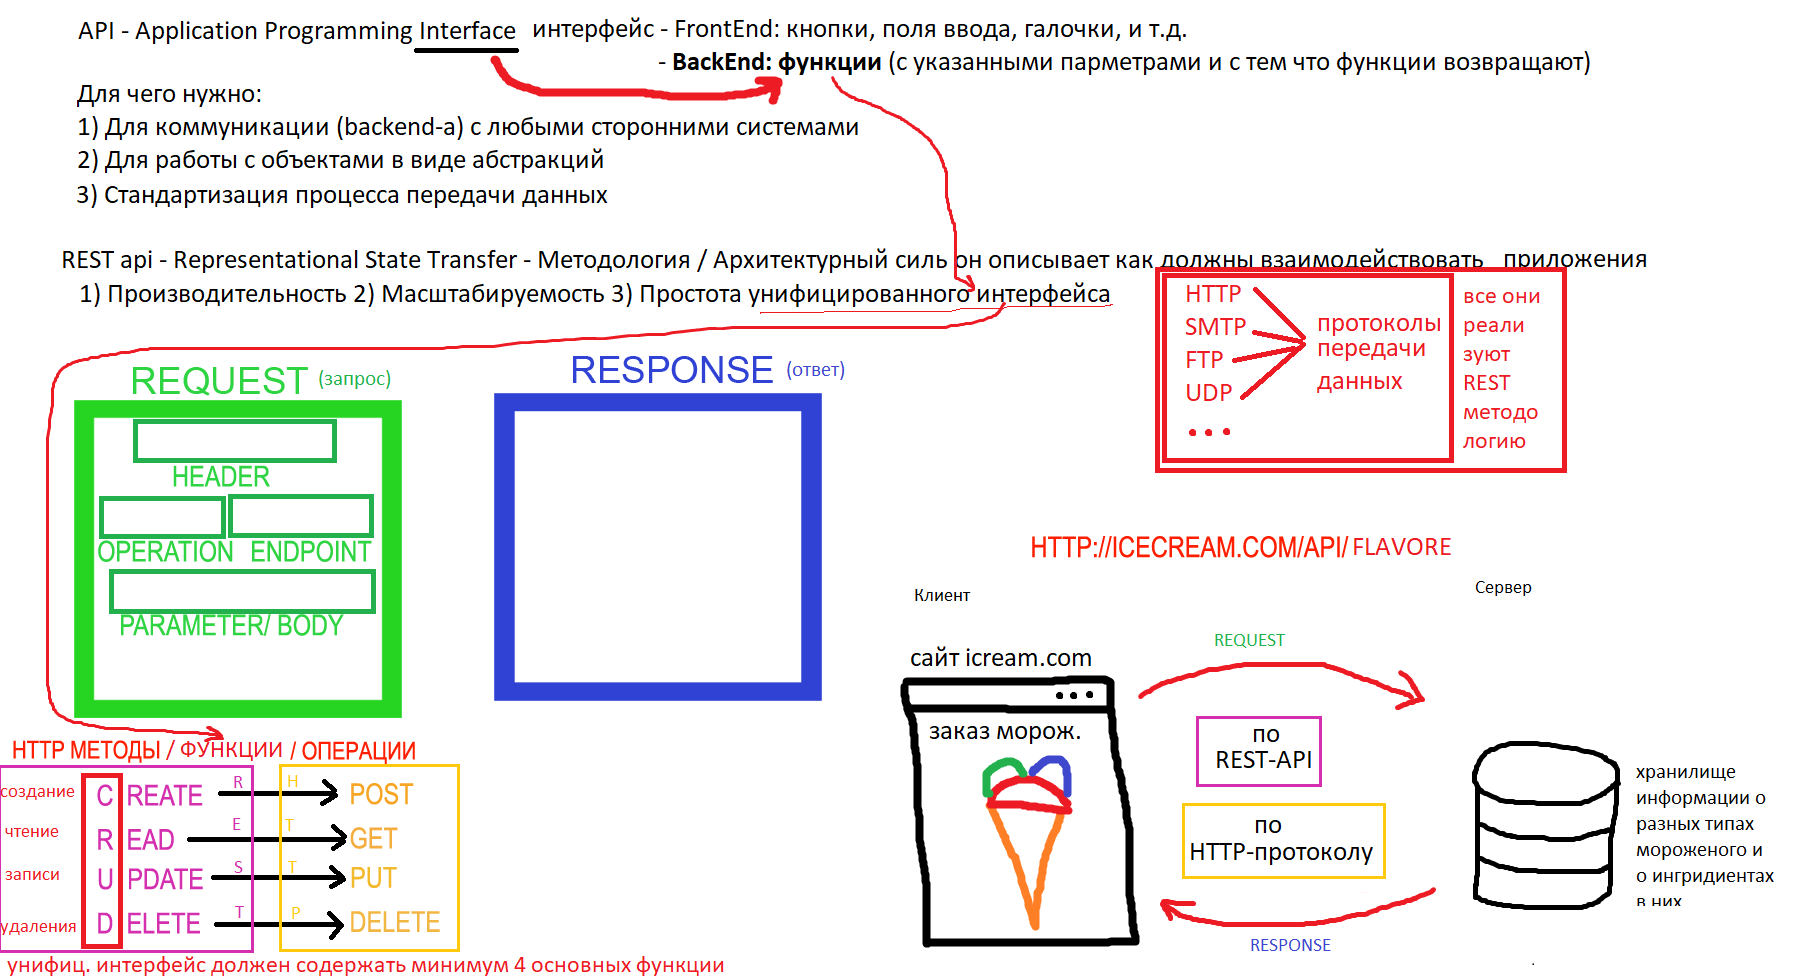 API - Application Programming Interface интерфейс - FrontEnd: кнопки, поля ввода, галочки, и т.д.
- BackEnd: функции (с указанными парметрами и с тем что функции возвращают)
Для чего нужно:
1) Для коммуникации (backend-а) с любыми сторонними системами
2) Для работы с объектами в виде абстракций
3) Стандартизация процесса передачи данных
REST api - Representational State Transfer - Методология / Архитектурный силь он описывает как должны взаимодействовать приложения
1) Производительность 2) Масштабируемость 3) Простота унифицированного интерфейса
HTTP
SMTP
FTP
UDP
...
протоколы
передачи
данных
все они
реали
зуют
REST
методо
логию
REQUEST (запрос)
HEADER
OPERATION ENDPOINT
PARAMETER/ BODY
RESPONSE (ответ)
HTTP://ICECREAM.COM/API/ FLAVORE
Клиент
Сервер
REQUEST
сайт icream.com
заказ морож.
по
REST-API
по
HTTP-протоколу
RESPONSE
хранилище
информации о
разных типах
мороженого и
о ингридиентах
в них
HTTP МЕТОДЫ / ФУНКЦИИ / ОПЕРАЦИИ
создание C REATE R H POST
чтение R EAD E T GET
записи U PDATE S T PUT
удаления D ELETE T P DELETE
унифиц. интерфейс должен содержать минимум 4 основных функции